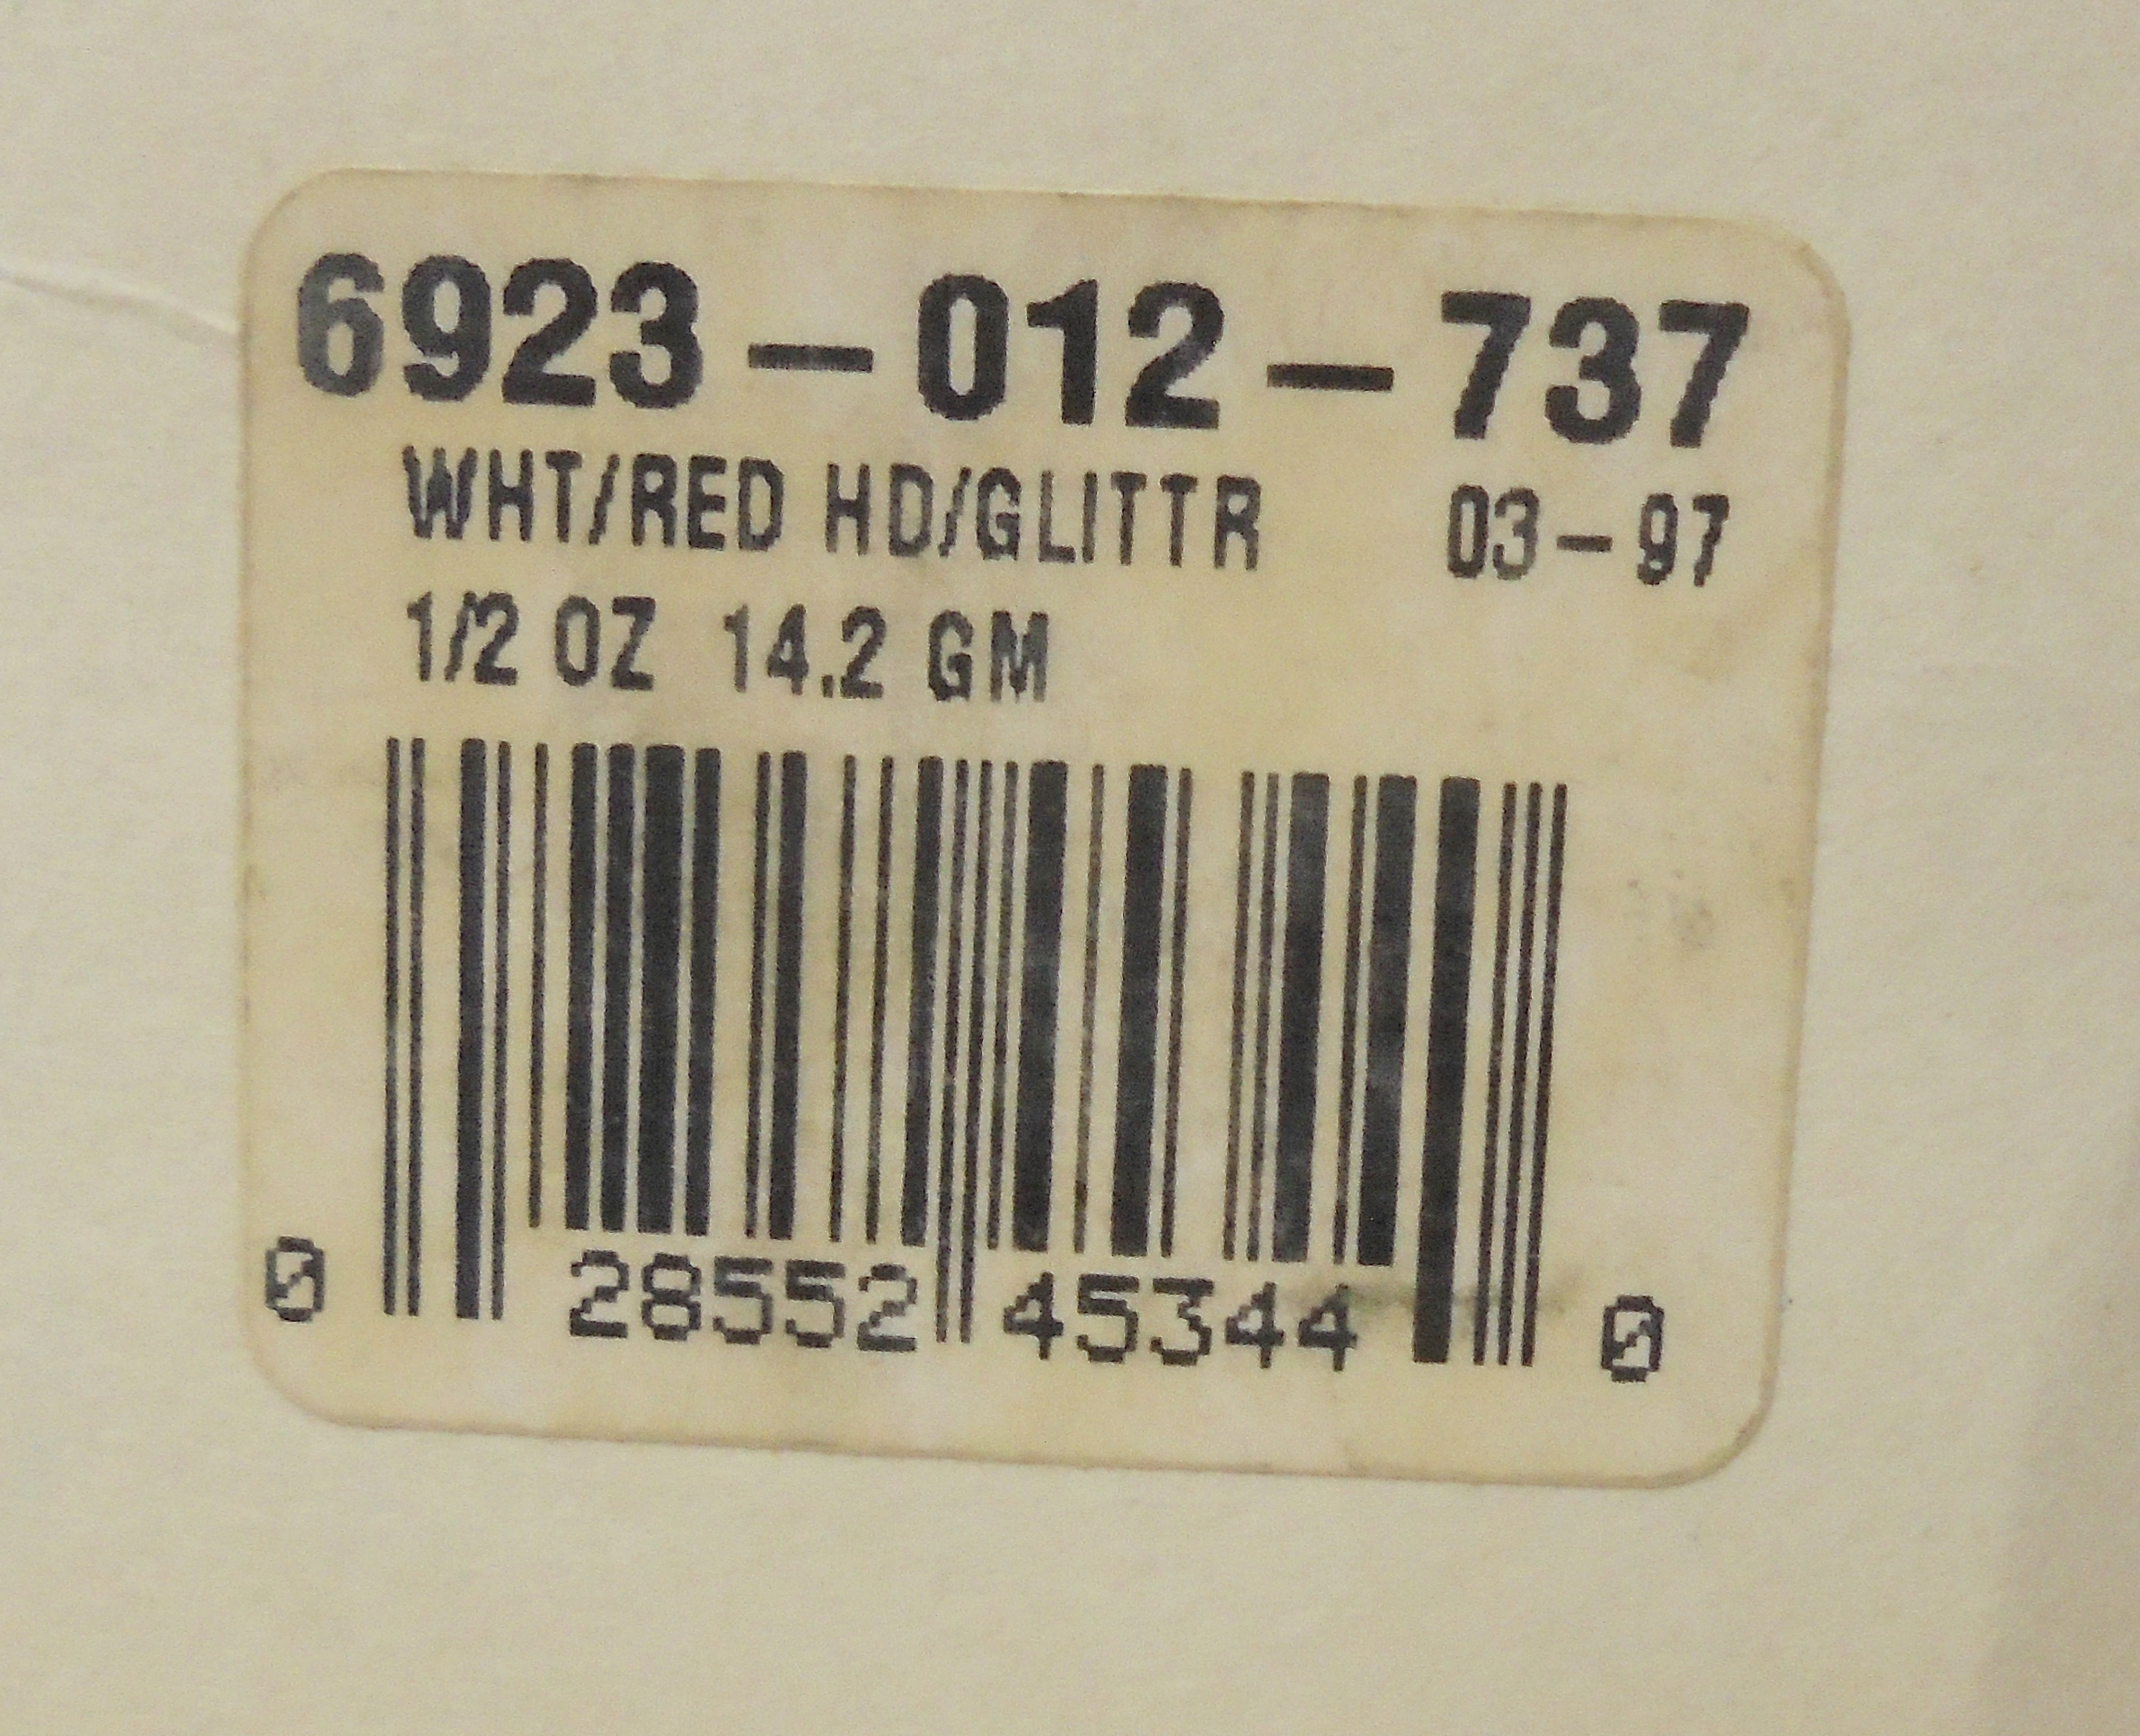 6923-012-737
WHT/RED HD/GLITTR 03-97
1/2 OZ 14.2 GM
0 28552 45344 0